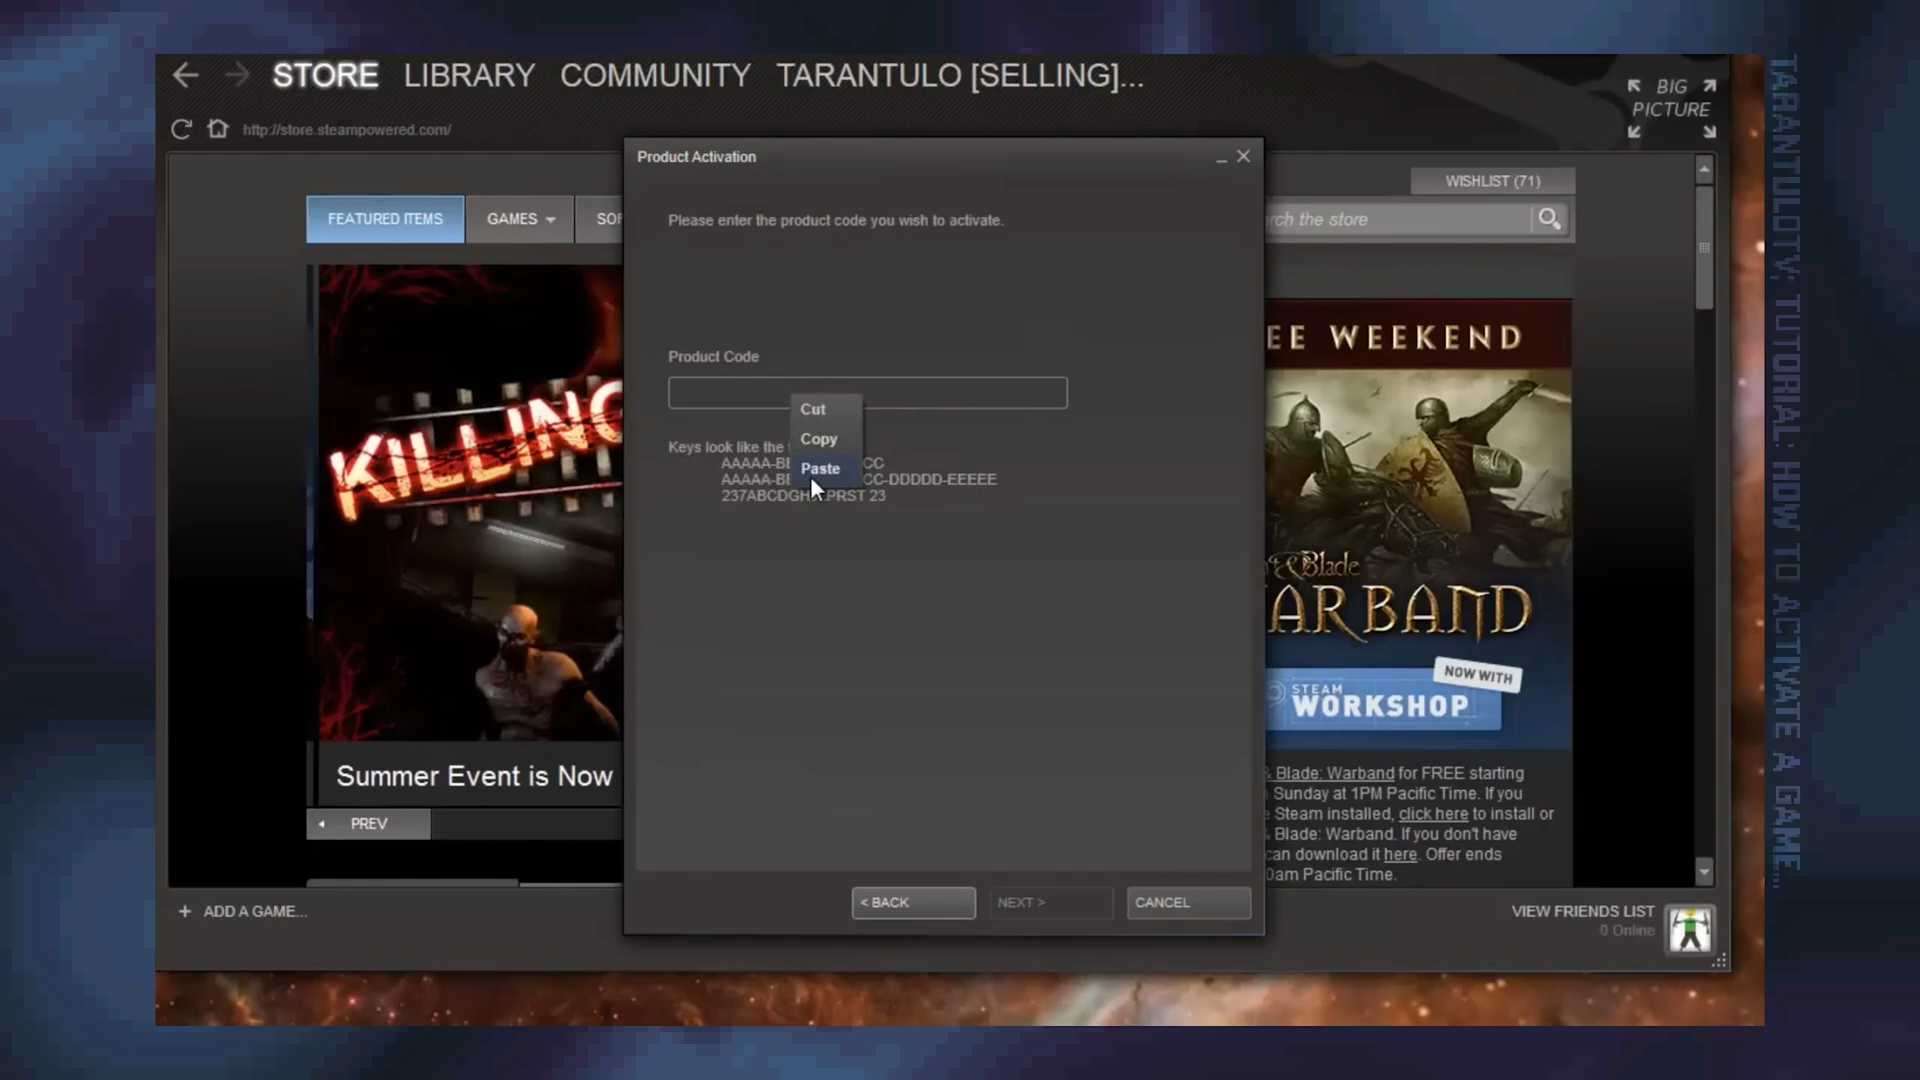 STORE LIBRARY COMMUNITY TARANTULO [SELLING]...
BIG
PICTURE
http://store.steampowered.com/
Product Activation
WISHLIST (71)
FEATURED ITEMS
GAMES
the store
Please enter the product code you wish to activate.
EE WEEKEND
KILLING
Product Code
Cut
Copy
Paste
Keys look like the
AAAAA-BB CC
AAAAA-BB CC-DDDDD-EEEEE
237ABCDGH PRST 23
Blade
WARBAND
NOW WITH
STEAM
WORKSHOP
Summer Event is Now
PREV
& Blade: Warband for FREE starting
Sunday at 1PM Pacific Time. If you
Steam installed, click here to install or
& Blade: Warband. If you don't have
can download it here. Offer ends
0am Pacific Time.
< BACK
NEXT >
CANCEL
+ ADD A GAME...
VIEW FRIENDS LIST
0 Online
TARANTULOTV: TUTORIAL: HOW TO ACTIVATE A GAME...